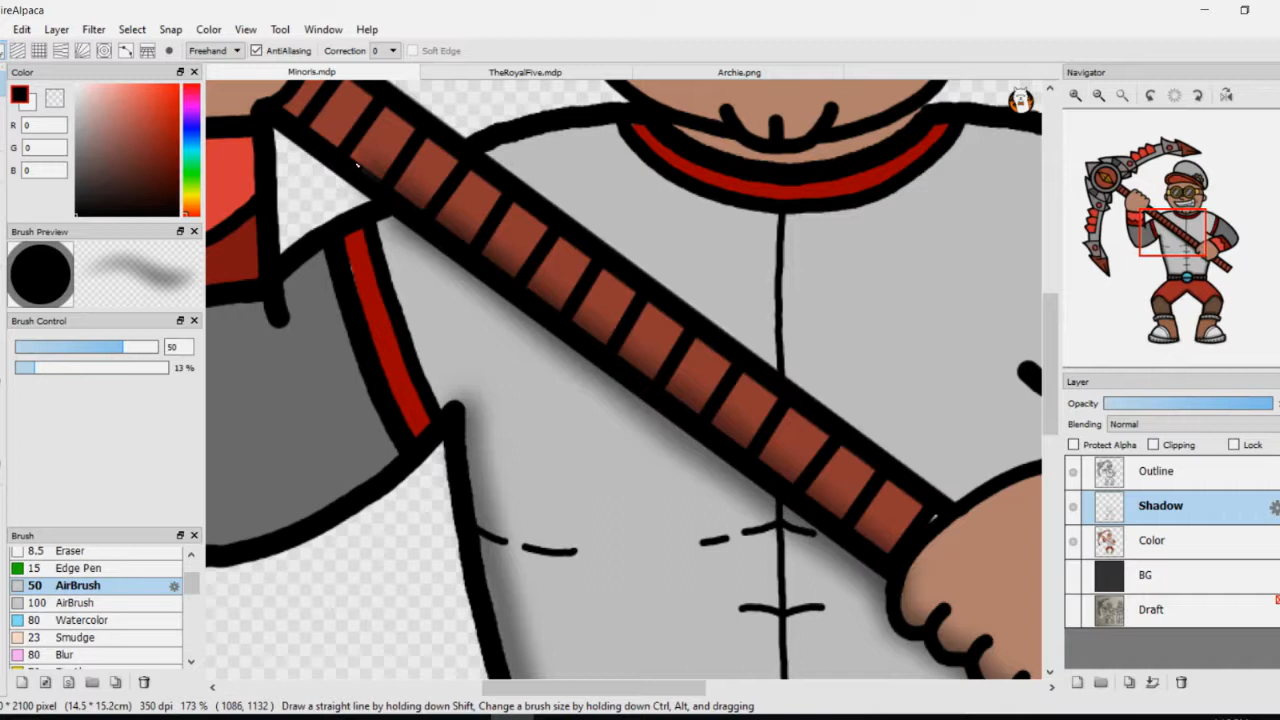 ireAlpaca
Edit Layer Filter Select Snap Color View Tool Window Help
Freehand AntiAliasing Correction 0 Soft Edge
Color Minoris.mdp TheRoyalFive.mdp Archie.png Navigator
R 0
G 0
B 0
Brush Preview
Brush Control
50
13 %
Brush
8.5 Eraser
15 Edge Pen
50 AirBrush
100 AirBrush
80 Watercolor
23 Smudge
80 Blur
Layer
Opacity
Blending Normal
Protect Alpha Clipping Lock
Outline
Shadow
Color
BG
Draft
* 2100 pixel (14.5 * 15.2cm) 350 dpi 173 % ( 1086, 1132 ) Draw a straight line by holding down Shift, Change a brush size by holding down Ctrl, Alt, and dragging